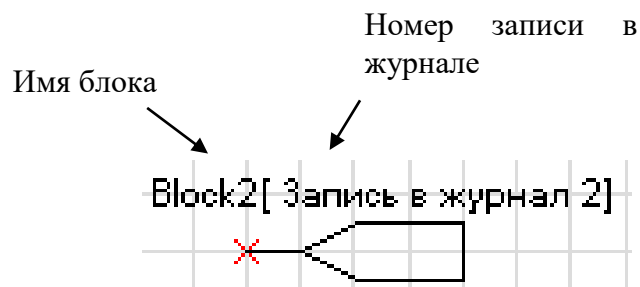 Номер записи в
журнале
Имя блока
Block2[ Запись в журнал 2]